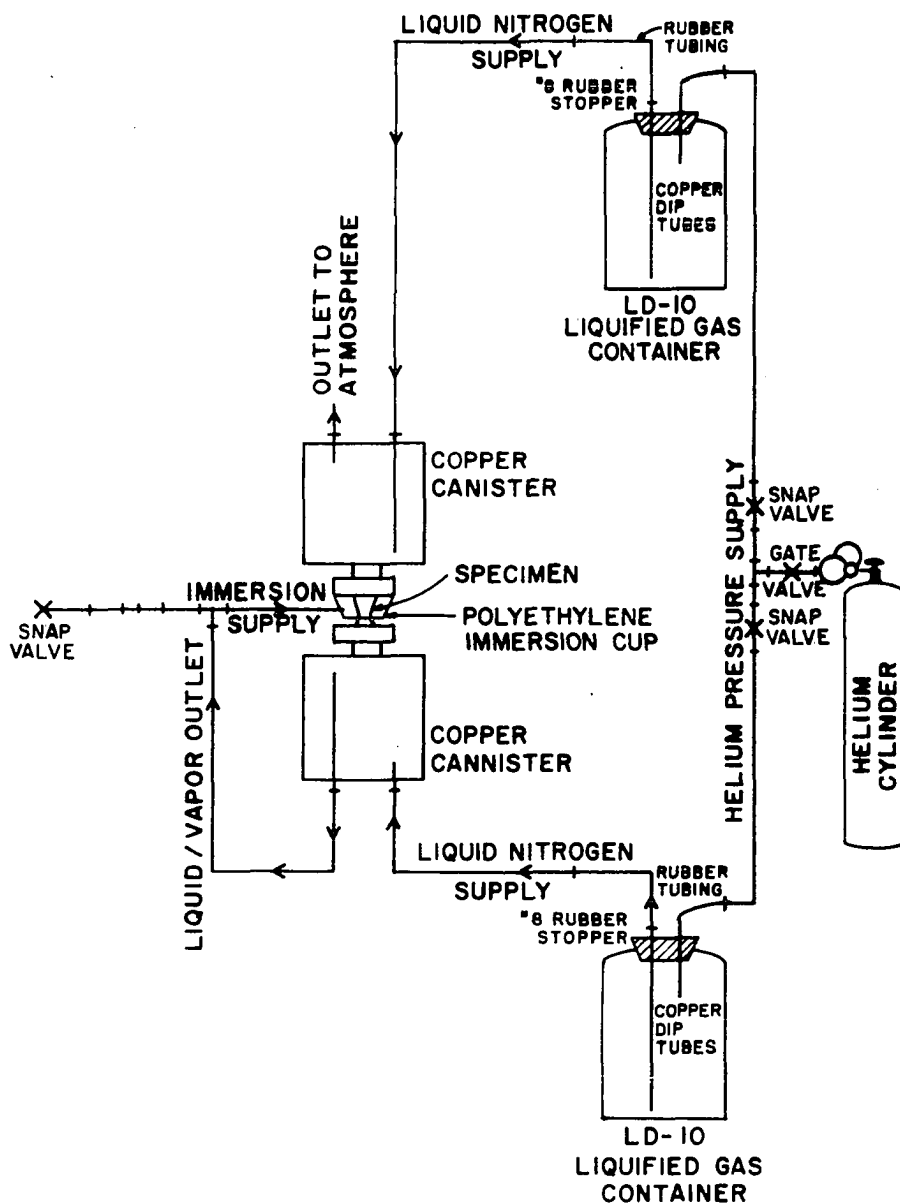 LIQUID NITROGEN
SUPPLY
RUBBER
TUBING
#8 RUBBER
STOPPER
COPPER
DIP
TUBES
LD-10
LIQUIFIED GAS
CONTAINER
OUTLET TO
ATMOSPHERE
COPPER
CANISTER
HELIUM PRESSURE SUPPLY
SNAP
VALVE
GATE
VALVE
SNAP
VALVE
SPECIMEN
IMMERSION
SUPPLY
POLYETHYLENE
IMMERSION CUP
SNAP
VALVE
HELIUM
CYLINDER
LIQUID/VAPOR OUTLET
COPPER
CANNISTER
LIQUID NITROGEN
SUPPLY
RUBBER
TUBING
#8 RUBBER
STOPPER
COPPER
DIP
TUBES
LD-10
LIQUIFIED GAS
CONTAINER